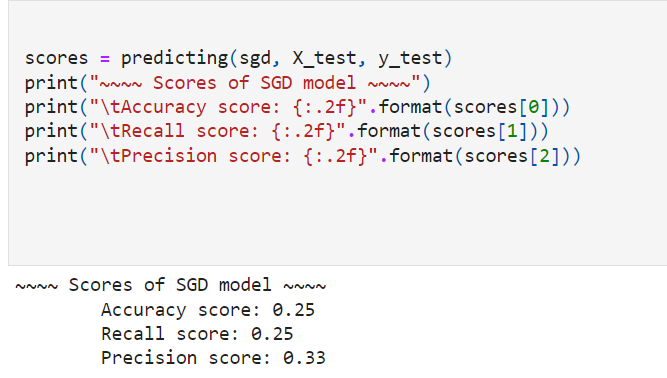 scores = predicting(sgd, X_test, y_test)
print("~~~~ Scores of SGD model ~~~~")
print("\tAccuracy score: {:.2f}".format(scores[0]))
print("\tRecall score: {:.2f}".format(scores[1]))
print("\tPrecision score: {:.2f}".format(scores[2]))
~~~~ Scores of SGD model ~~~~
Accuracy score: 0.25
Recall score: 0.25
Precision score: 0.33